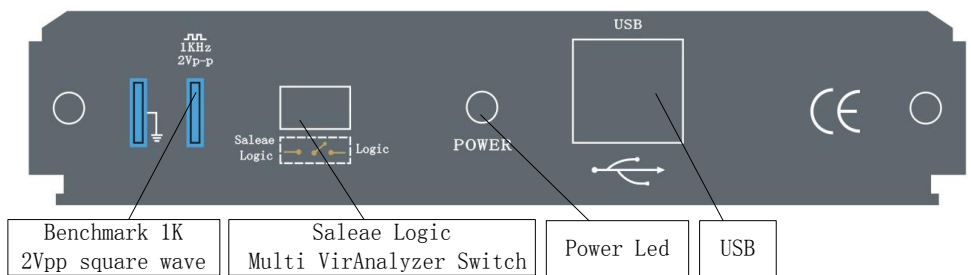 USB
1KHz
2Vp-p
Saleae
Logic
Logic
POWER
CE
Benchmark 1K
2Vpp square wave
Saleae Logic
Multi VirAnalyzer Switch
Power Led
USB